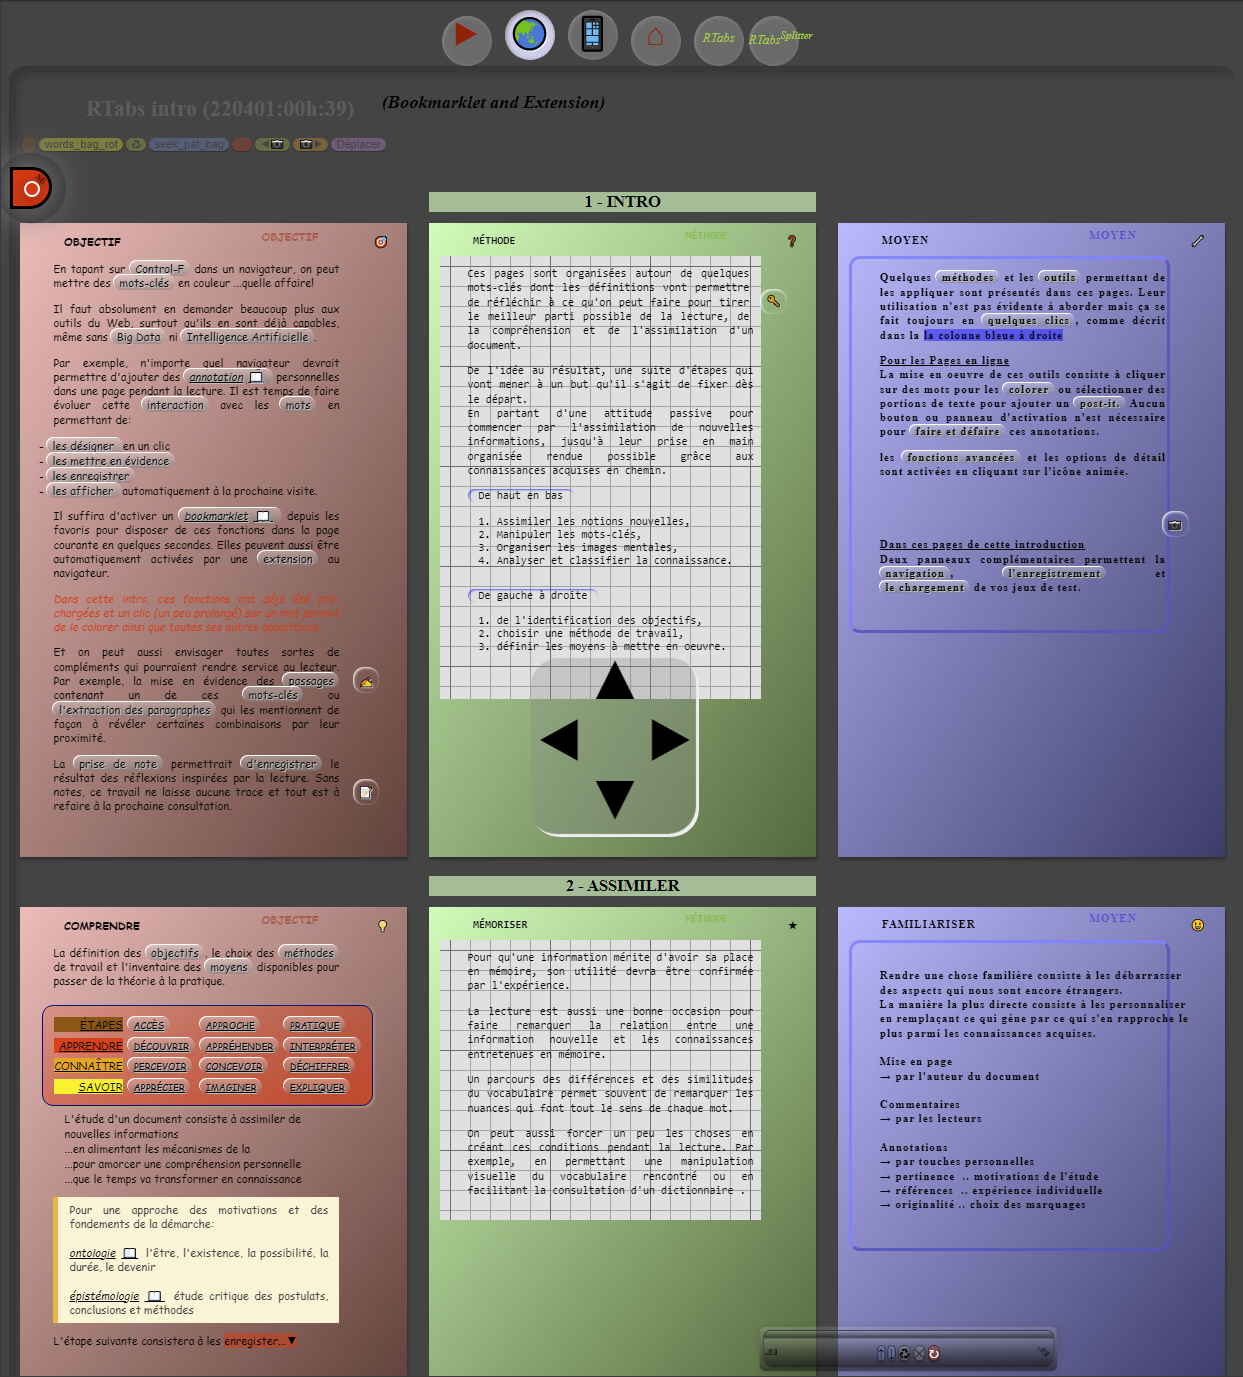 RTabs
RTabsSplitter
RTabs intro (220401:00h:39)
(Bookmarklet and Extension)
words_bag_rot
seek_pat_bag
Déplacer
1 - INTRO
OBJECTIF
OBJECTIF
En tapant sur Control-F dans un navigateur, on peut
mettre des mots-clés en couleur ...quelle affaire!
Il faut absolument en demander beaucoup plus aux
outils du Web, surtout qu'ils en sont déjà capables,
même sans Big Data ni Intelligence Artificielle .
Par exemple, n'importe quel navigateur devrait
permettre d'ajouter des annotation personnelles
dans une page pendant la lecture. Il est temps de faire
évoluer cette interaction avec les mots en
permettant de:
- les désigner en un clic
- les mettre en évidence
- les enregistrer
- les afficher automatiquement à la prochaine visite.
Il suffira d'activer un bookmarklet depuis les
favoris pour disposer de ces fonctions dans la page
courante en quelques secondes. Elles peuvent aussi être
automatiquement activées par une extension au
navigateur.
Dans cette intro, ces fonctions ont déjà été pré-
chargées et un clic (un peu prolongé) sur un mot permet
de le colorer ainsi que toutes ses autres apparitions.
Et on peut aussi envisager toutes sortes de
compléments qui pourraient rendre service au lecteur.
Par exemple, la mise en évidence des passages
contenant un de ces mots-clés ou
l'extraction des paragraphes qui les mentionnent de
façon à révéler certaines combinaisons par leur
proximité.
La prise de note permettrait d'enregistrer le
résultat des réflexions inspirées par la lecture. Sans
notes, ce travail ne laisse aucune trace et tout est à
refaire à la prochaine consultation.
MÉTHODE
MÉTHODE
Ces pages sont organisées autour de quelques
mots-clés dont les définitions vont permettre
de réfléchir à ce qu'on peut faire pour tirer
le meilleur parti possible de la lecture, de
la compréhension et de l'assimilation d'un
document.
De l'idée au résultat, une suite d'étapes qui
vont mener à un but qu'il s'agit de fixer dès
le départ.
En partant d'une attitude passive pour
commencer par l'assimilation de nouvelles
informations, jusqu'à leur prise en main
organisée rendue possible grâce aux
connaissances acquises en chemin.
De haut en bas
1. Assimiler les notions nouvelles,
2. Manipuler les mots-clés,
3. Organiser les images mentales,
4. Analyser et classifier la connaissance.
De gauche à droite
1. de l'identification des objectifs,
2. choisir une méthode de travail,
3. définir les moyens à mettre en oeuvre.
MOYEN
MOYEN
Quelques méthodes et les outils permettant de
les appliquer sont présentés dans ces pages. Leur
utilisation n'est pas évidente à aborder mais ça se
fait toujours en quelques clics , comme décrit
dans la la colonne bleue à droite
Pour les Pages en ligne
La mise en oeuvre de ces outils consiste à cliquer
sur des mots pour les colorer ou sélectionner des
portions de texte pour ajouter un post-it. Aucun
bouton ou panneau d'activation n'est nécessaire
pour faire et défaire ces annotations.
les fonctions avancées et les options de détail
sont activées en cliquant sur l'icône animée.
Dans ces pages de cette introduction
Deux panneaux complémentaires permettent la
navigation , l'enregistrement et
le chargement de vos jeux de test.
2 - ASSIMILER
COMPRENDRE
OBJECTIF
La définition des objectifs , le choix des méthodes
de travail et l'inventaire des moyens disponibles pour
passer de la théorie à la pratique.
ÉTAPES ACCÈS APPROCHE PRATIQUE
APPRENDRE DÉCOUVRIR APPRÉHENDER INTERPRÉTER
CONNAÎTRE PERCEVOIR CONCEVOIR DÉCHIFFRER
SAVOIR APPRÉCIER IMAGINER EXPLIQUER
L'étude d'un document consiste à assimiler de
nouvelles informations
...en alimentant les mécanismes de la
...pour amorcer une compréhension personnelle
...que le temps va transformer en connaissance
Pour une approche des motivations et des
fondements de la démarche:
ontologie l'être, l'existence, la possibilité, la
durée, le devenir
épistémologie étude critique des postulats,
conclusions et méthodes
L'étape suivante consistera à les enregister...▼
MÉMORISER
MÉTHODE
Pour qu'une information mérite d'avoir sa place
en mémoire, son utilité devra être confirmée
par l'expérience.
La lecture est aussi une bonne occasion pour
faire remarquer la relation entre une
information nouvelle et les connaissances
entretenues en mémoire.
Un parcours des différences et des similitudes
du vocabulaire permet souvent de remarquer les
nuances qui font tout le sens de chaque mot.
On peut aussi forcer un peu les choses en
créant ces conditions pendant la lecture. Par
exemple, en permettant une manipulation
visuelle du vocabulaire rencontré ou en
facilitant la consultation d'un dictionnaire .
FAMILIARISER
MOYEN
Rendre une chose familière consiste à les débarrasser
des aspects qui nous sont encore étrangers.
La manière la plus directe consiste à les personnaliser
en remplaçant ce qui gène par ce qui s'en rapproche le
plus parmi les connaissances acquises.
Mise en page
→ par l'auteur du document
Commentaires
→ par les lecteurs
Annotations
→ par touches personnelles
→ pertinence .. motivations de l'étude
→ références .. expérience individuelle
→ originalité .. choix des marquages